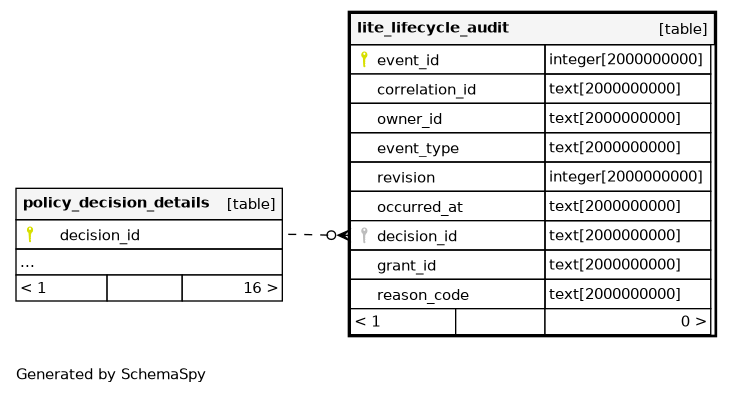 lite_lifecycle_audit [table]
event_id integer[2000000000]
correlation_id text[2000000000]
owner_id text[2000000000]
event_type text[2000000000]
revision integer[2000000000]
occurred_at text[2000000000]
decision_id text[2000000000]
grant_id text[2000000000]
reason_code text[2000000000]
< 1 0 >
policy_decision_details [table]
decision_id
...
< 1 16 >
Generated by SchemaSpy